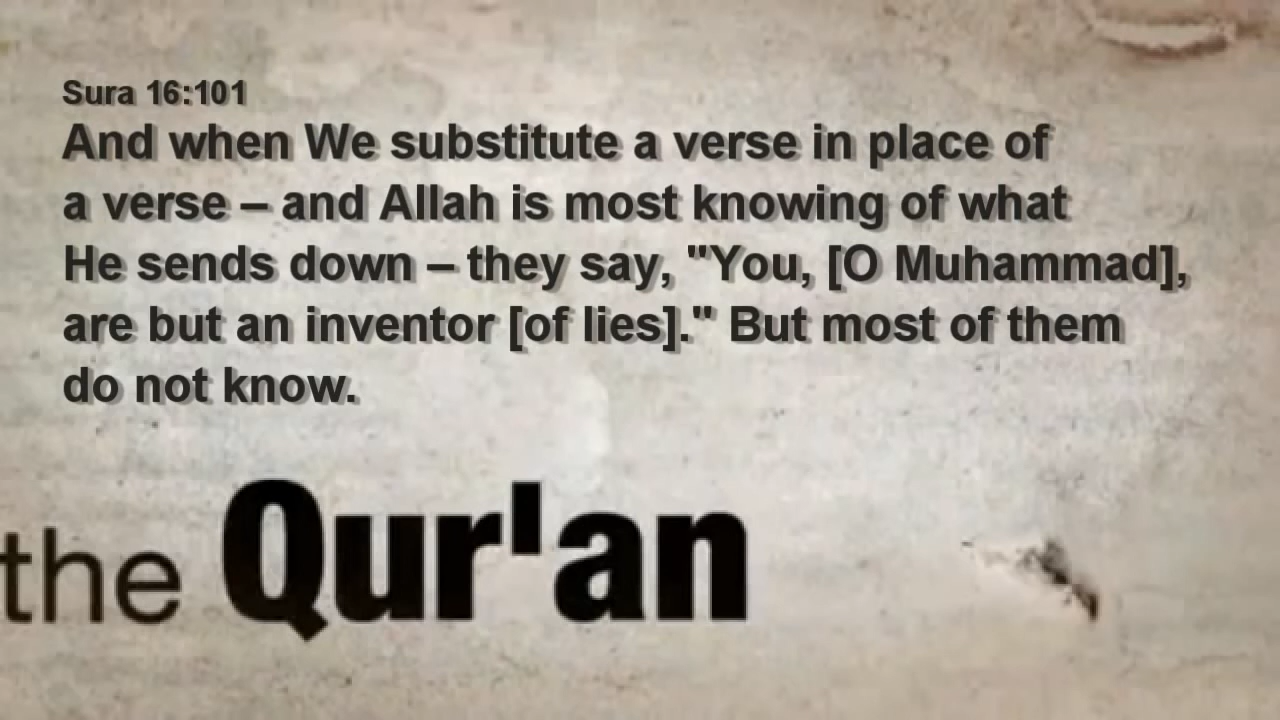 Sura 16:101
And when We substitute a verse in place of
a verse – and Allah is most knowing of what
He sends down – they say, "You, [O Muhammad],
are but an inventor [of lies]." But most of them
do not know.
the Qur'an